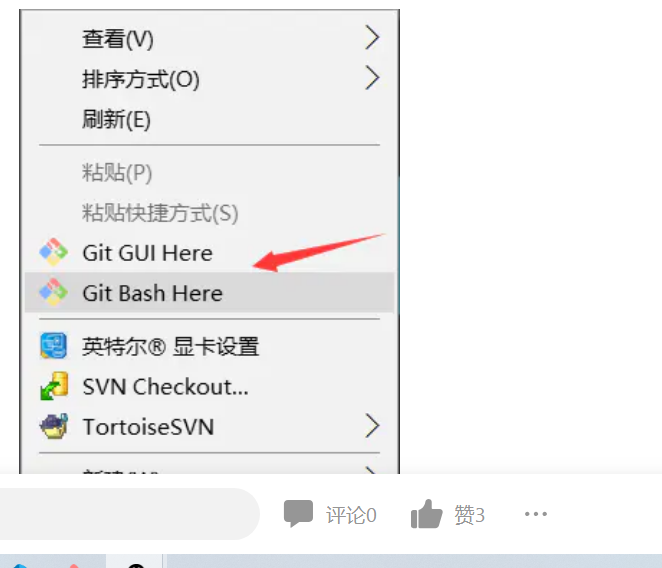 查看(V)
排序方式(O)
刷新(E)
粘贴(P)
粘贴快捷方式(S)
Git GUI Here
Git Bash Here
英特尔® 显卡设置
SVN Checkout...
TortoiseSVN
评论0 赞3 ···